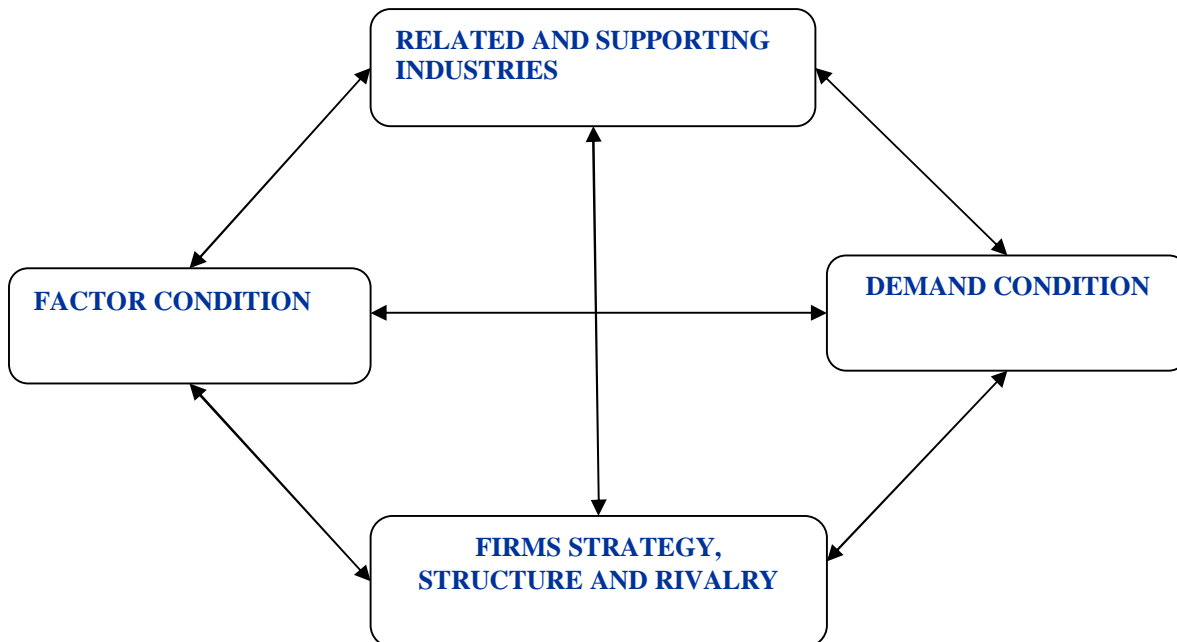 RELATED AND SUPPORTING
INDUSTRIES
FACTOR CONDITION
DEMAND CONDITION
FIRMS STRATEGY,
STRUCTURE AND RIVALRY